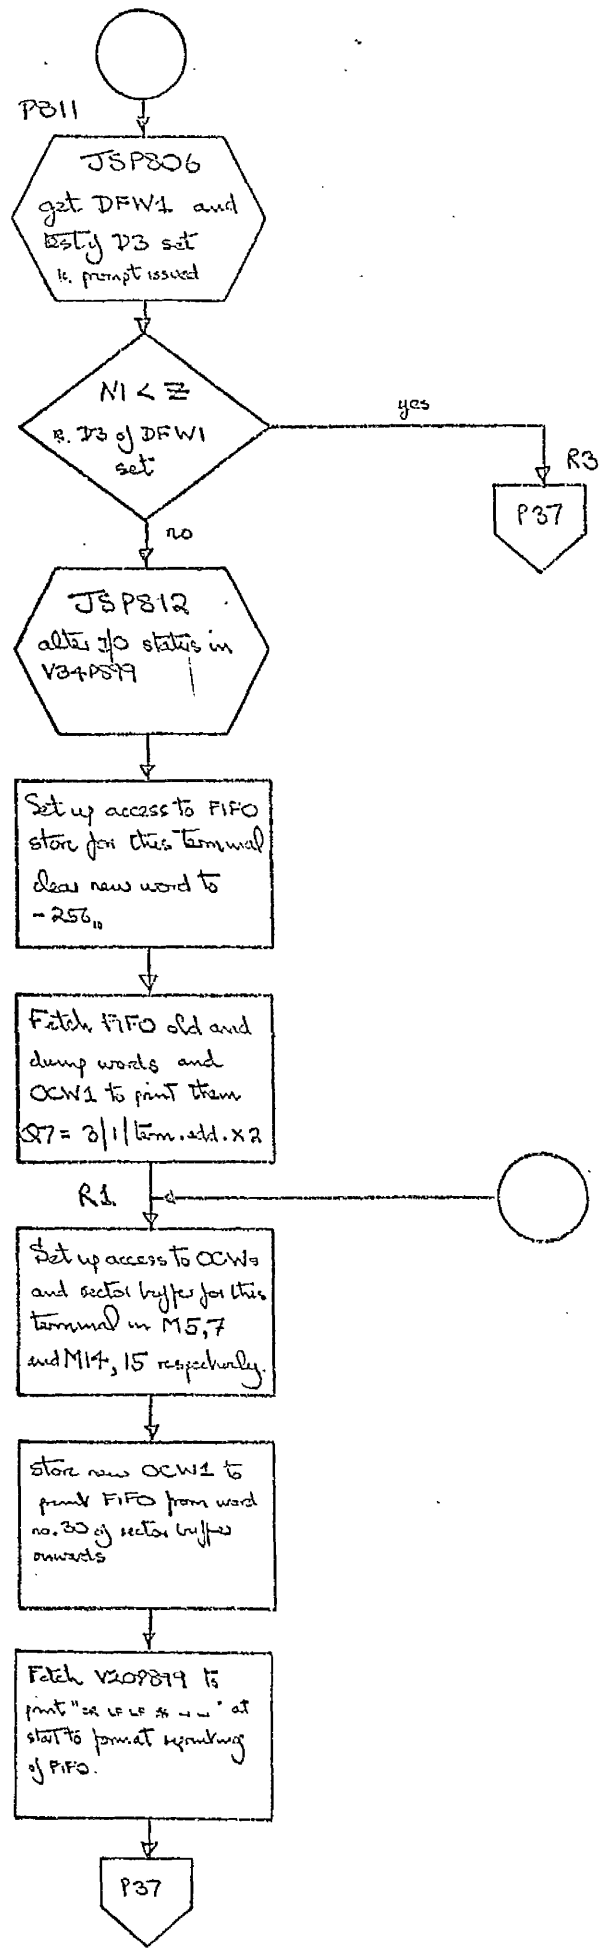 P811
JSP806
get DFW1 and
test if D3 set
ie. prompt issued
N1 < Z
ie. D3 of DFW1
set
yes
R3
P37
no
JSP812
alter I/O status in
V34P899
Set up access to FIFO
store for this terminal
clear new word to
-256₁₀
Fetch FIFO old and
dump words and
OCW1 to print them
Q7 = 3/1/term.add.x2
R1
Set up access to OCWs
and sector buffer for this
terminal in M5,7
and M14, 15 respectively.
store new OCW1 to
print FIFO from word
no. 30 of sector buffer
onwards
Fetch V20P899 to
print "CR LF LF at
start to format reprinting
of FIFO.
P37